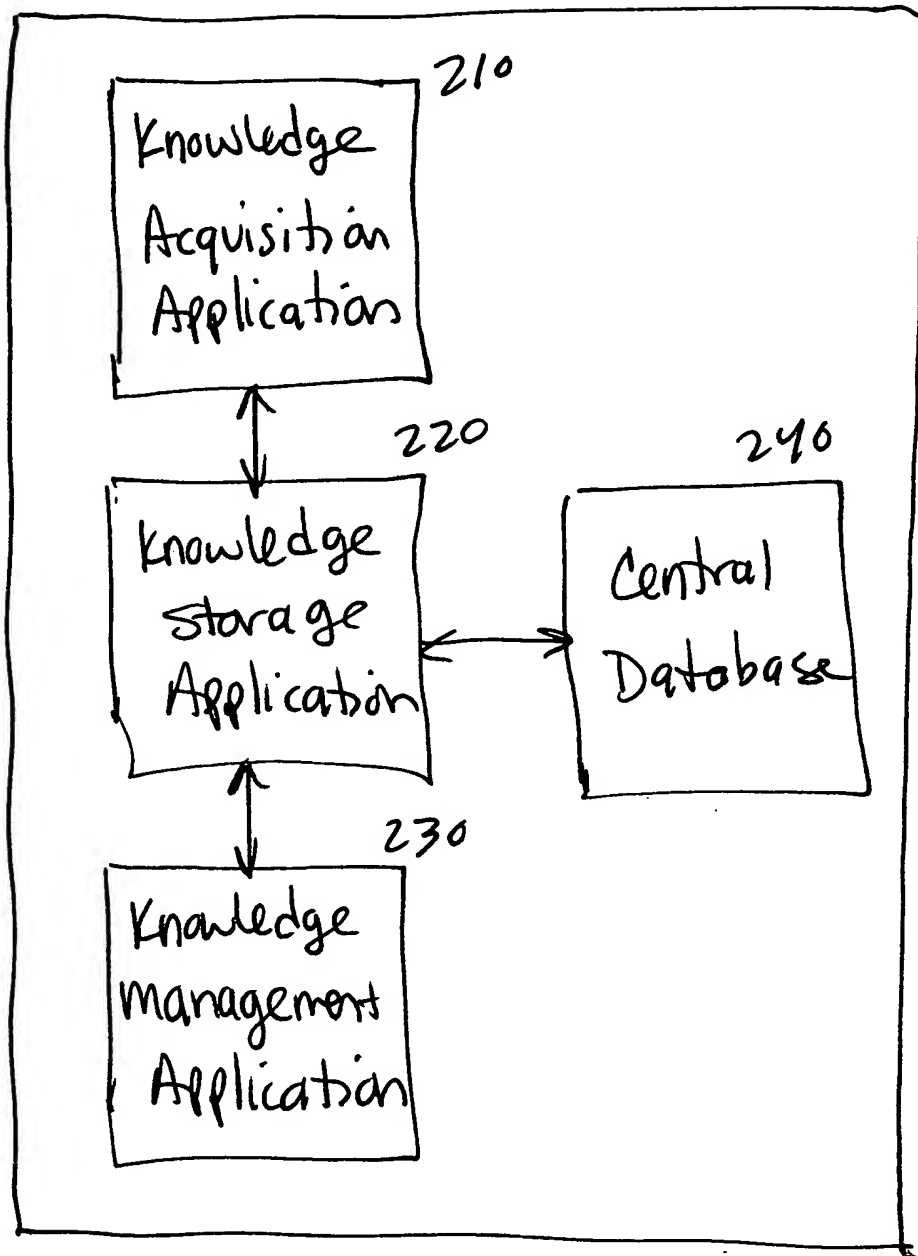 210
Knowledge
Acquisition
Application
220
Knowledge
Storage
Application
240
Central
Database
230
Knowledge
Management
Application